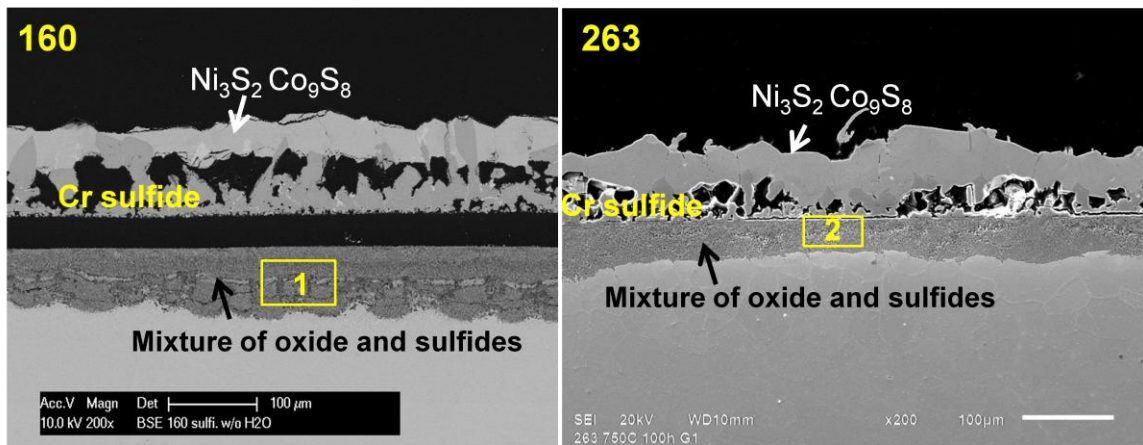 160
Ni₃S₂ Co₉S₈
Cr sulfide
1
Mixture of oxide and sulfides
Acc.V Magn Det 100 µm
10.0 kV 200x BSE 160 sulfi. w/o H2O
263
Ni₃S₂ Co₉S₈
Cr sulfide
2
Mixture of oxide and sulfides
SEI 20kV WD10mm x200 100µm
263 750C 100h G1